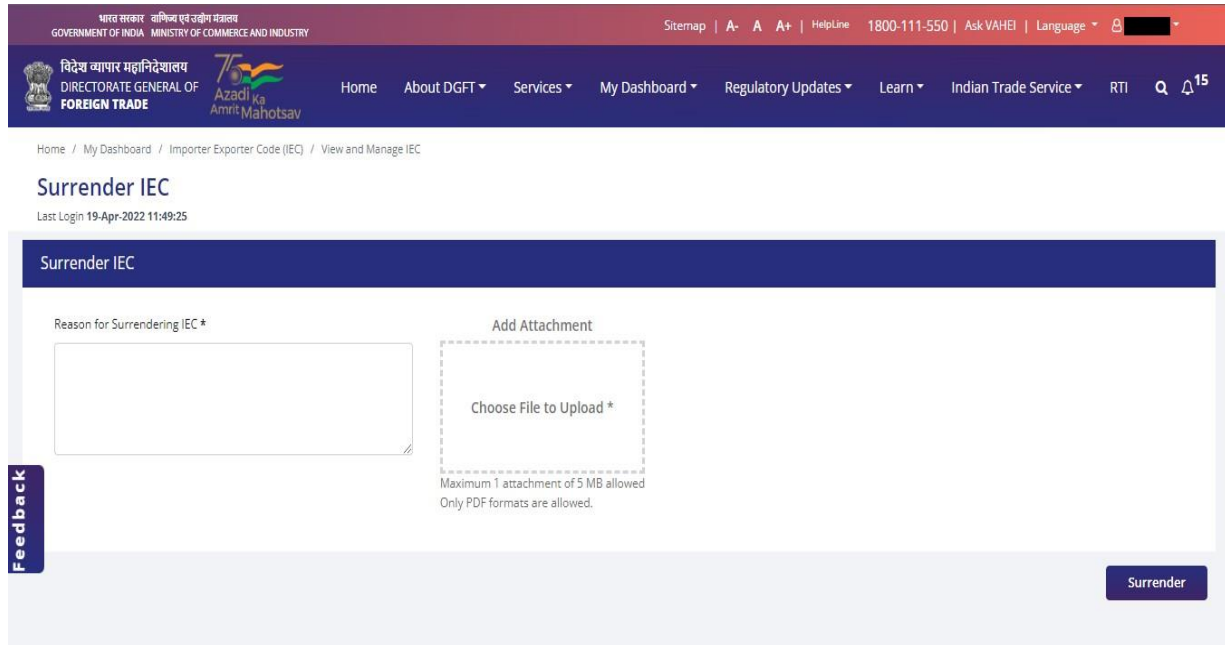 भारत सरकार वाणिज्य एवं उद्योग मंत्रालय
GOVERNMENT OF INDIA MINISTRY OF COMMERCE AND INDUSTRY
Sitemap | A- A A+ | HelpLine 1800-111-550 | Ask VAHEI | Language
विदेश व्यापार महानिदेशालय
DIRECTORATE GENERAL OF
FOREIGN TRADE
75
Azadi Ka
Amrit Mahotsav
Home About DGFT Services My Dashboard Regulatory Updates Learn Indian Trade Service RTI 15
Home / My Dashboard / Importer Exporter Code (IEC) / View and Manage IEC
Surrender IEC
Last Login 19-Apr-2022 11:49:25
Surrender IEC
Reason for Surrendering IEC *
Add Attachment
Choose File to Upload *
Maximum 1 attachment of 5 MB allowed
Only PDF formats are allowed.
Feedback
Surrender